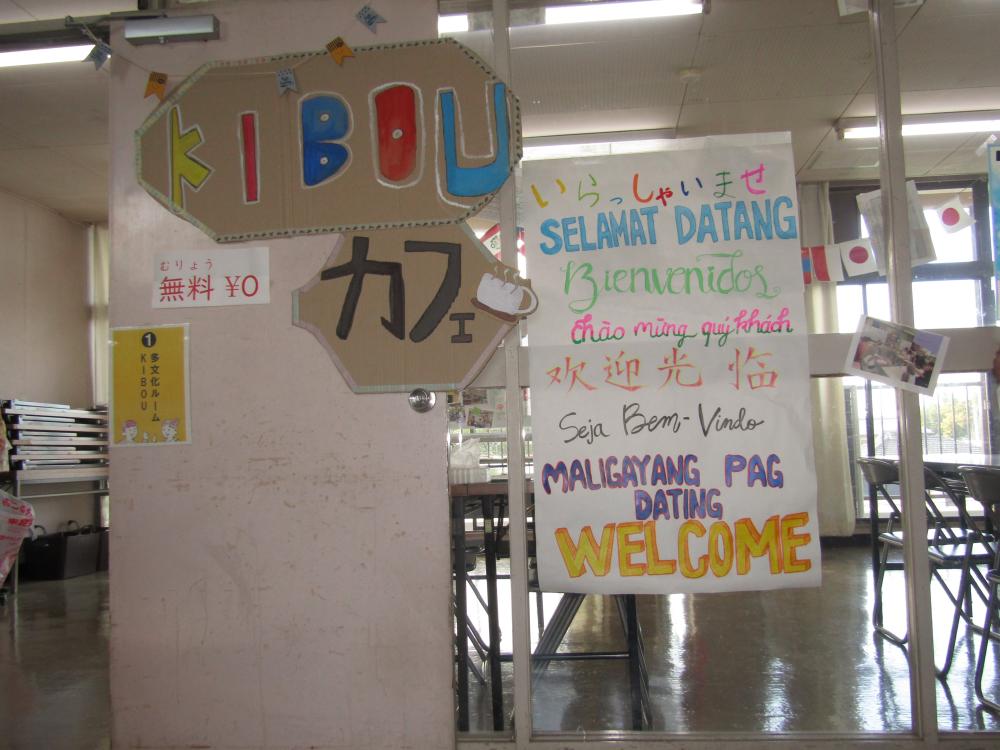 KIBOU
カフェ
むりょう
無料 ¥0
❶
多文化ルーム
KIBOU
いらっしゃいませ
SELAMAT DATANG
Bienvenidos
chào mừng quý khách
欢迎光临
Seja Bem-Vindo
MALIGAYANG PAG
DATING
WELCOME